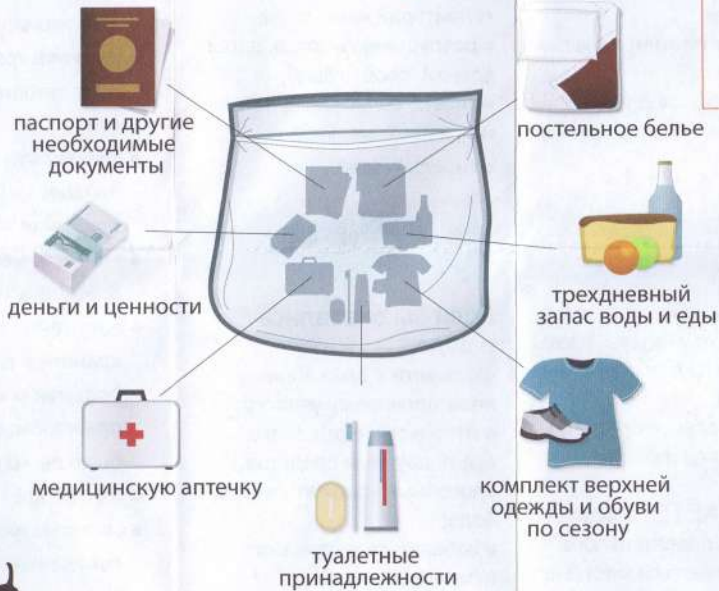 паспорт и другие
необходимые
документы
постельное белье
деньги и ценности
трехдневный
запас воды и еды
медицинскую аптечку
комплект верхней
одежды и обуви
по сезону
туалетные
принадлежности